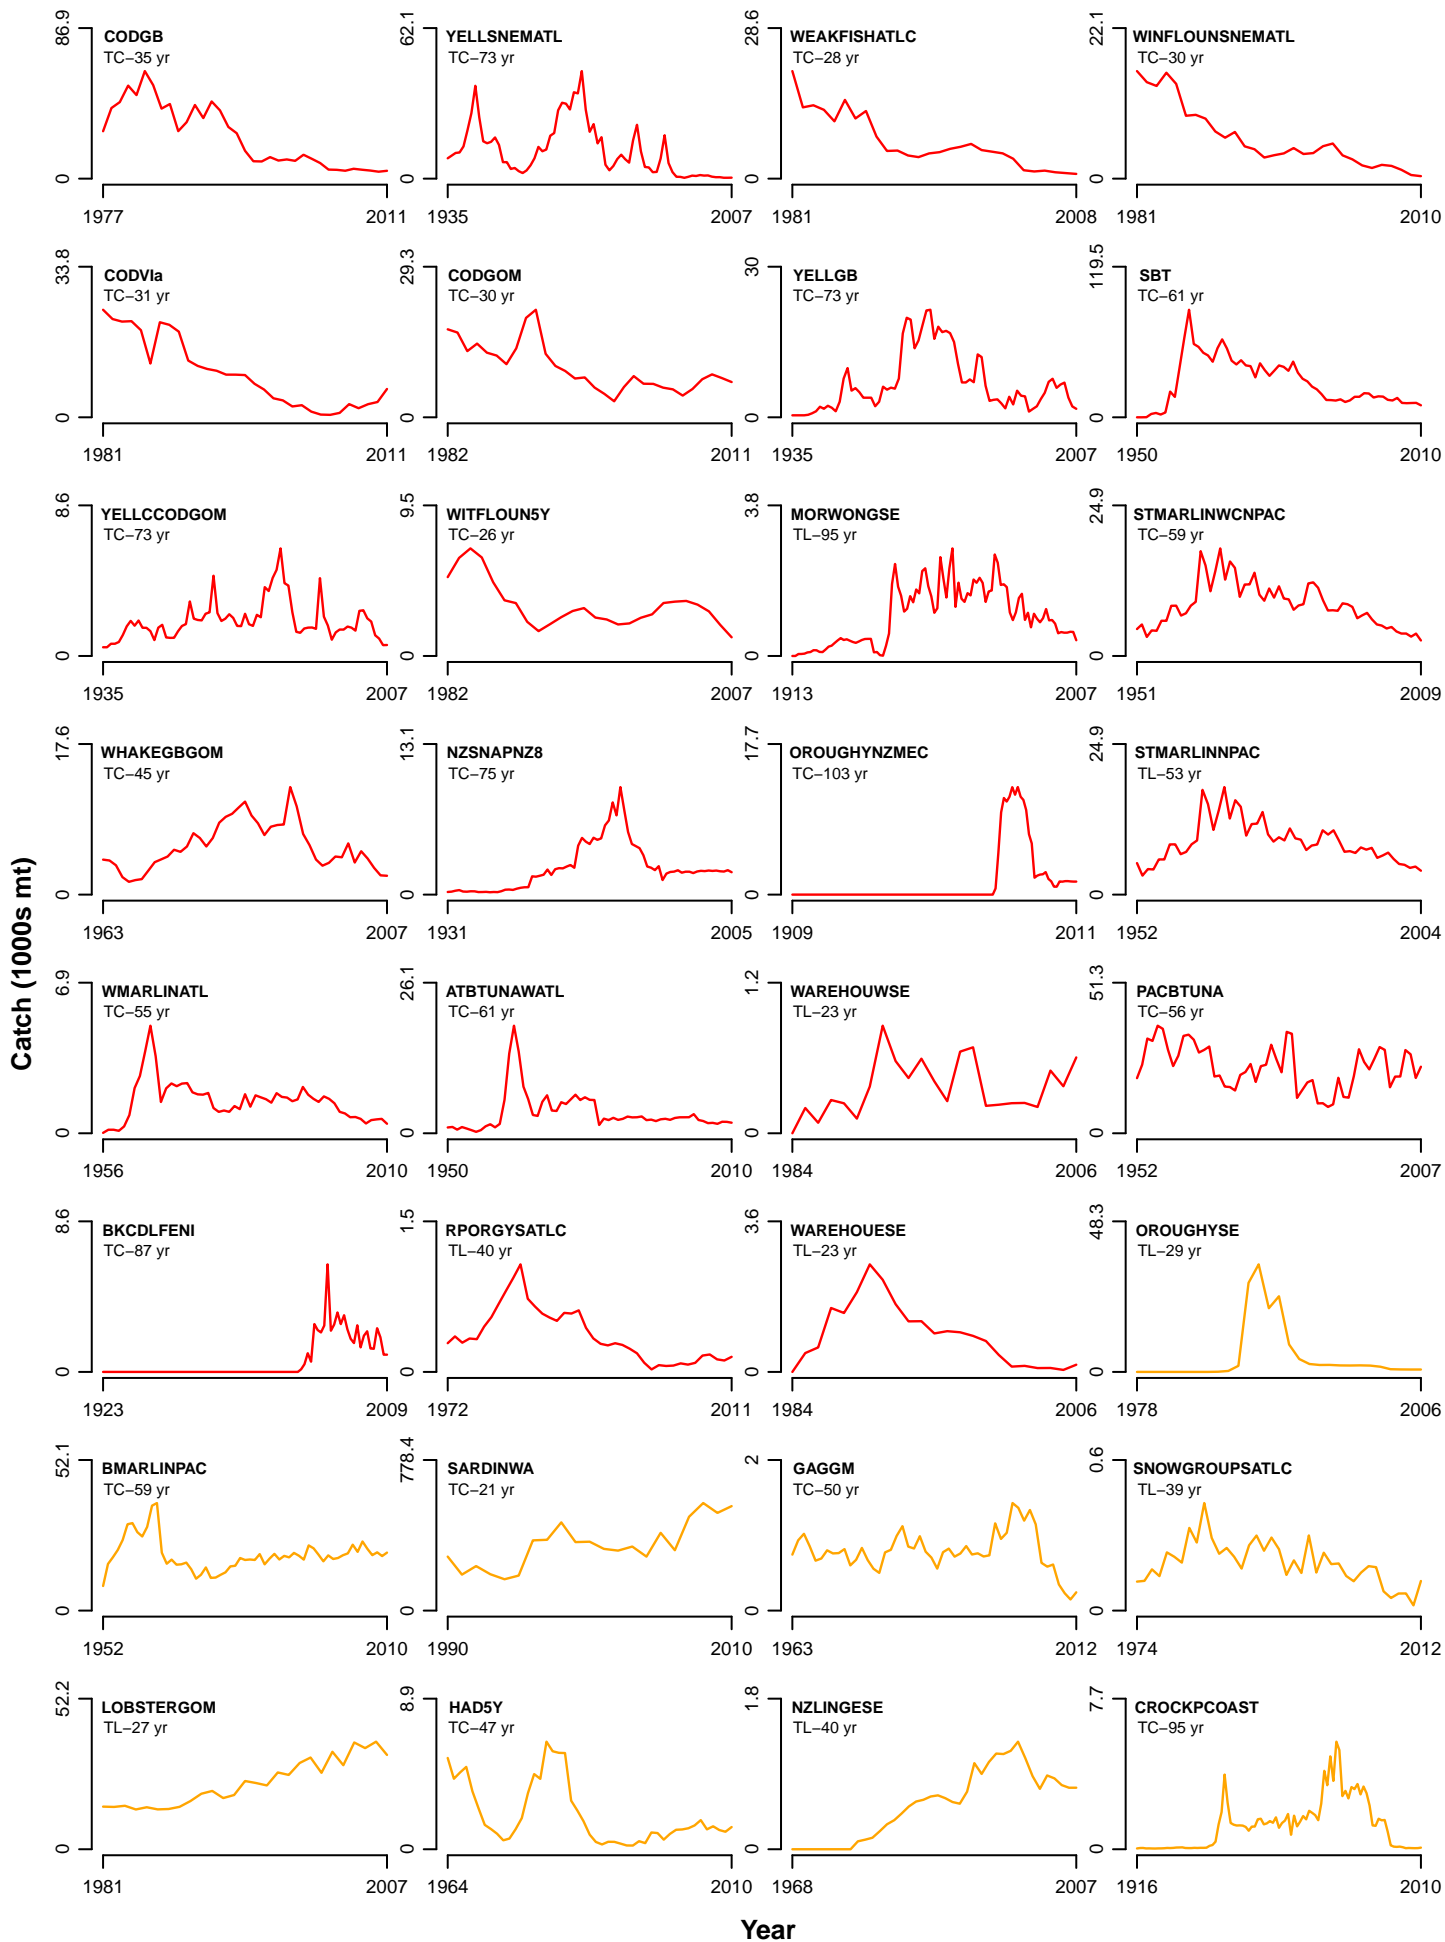 Catch (1000s mt)
86.9
CODGB
TC−35 yr
0
1977
2011
62.1
YELLSNEMATL
TC−73 yr
0
1935
2007
28.6
WEAKFISHATLC
TC−28 yr
0
1981
2008
22.1
WINFLOUNSNEMATL
TC−30 yr
0
1981
2010
33.8
CODVIa
TC−31 yr
0
1981
2011
29.3
CODGOM
TC−30 yr
0
1982
2011
30
YELLGB
TC−73 yr
0
1935
2007
119.5
SBT
TC−61 yr
0
1950
2010
8.6
YELLCCODGOM
TC−73 yr
0
1935
2007
9.5
WITFLOUN5Y
TC−26 yr
0
1982
2007
3.8
MORWONGSE
TL−95 yr
0
1913
2007
24.9
STMARLINWCNPAC
TC−59 yr
0
1951
2009
17.6
WHAKEGBGOM
TC−45 yr
0
1963
2007
13.1
NZSNAPNZ8
TC−75 yr
0
1931
2005
17.7
OROUGHYNZMEC
TC−103 yr
0
1909
2011
24.9
STMARLINNPAC
TL−53 yr
0
1952
2004
6.9
WMARLINATL
TC−55 yr
0
1956
2010
26.1
ATBTUNAWATL
TC−61 yr
0
1950
2010
1.2
WAREHOUWSE
TL−23 yr
0
1984
2006
51.3
PACBTUNA
TC−56 yr
0
1952
2007
8.6
BKCDLFENI
TC−87 yr
0
1923
2009
1.5
RPORGYSATLC
TL−40 yr
0
1972
2011
3.6
WAREHOUESE
TL−23 yr
0
1984
2006
48.3
OROUGHYSE
TL−29 yr
0
1978
2006
52.1
BMARLINPAC
TC−59 yr
0
1952
2010
778.4
SARDINWA
TC−21 yr
0
1990
2010
2
GAGGM
TC−50 yr
0
1963
2012
0.6
SNOWGROUPSATLC
TL−39 yr
0
1974
2012
52.2
LOBSTERGOM
TL−27 yr
0
1981
2007
8.9
HAD5Y
TC−47 yr
0
1964
2010
1.8
NZLINGESE
TL−40 yr
0
1968
2007
7.7
CROCKPCOAST
TC−95 yr
0
1916
2010
Year